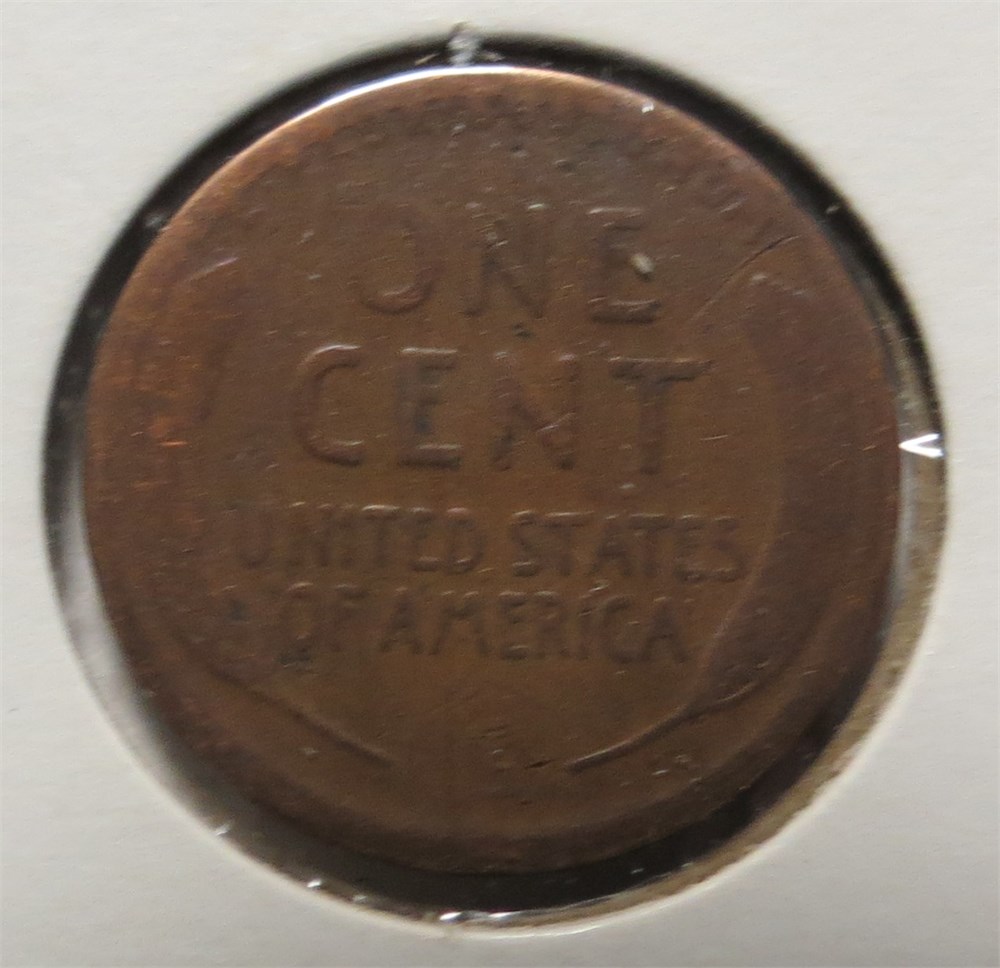 ONE
CENT
UNITED STATES
OF AMERICA